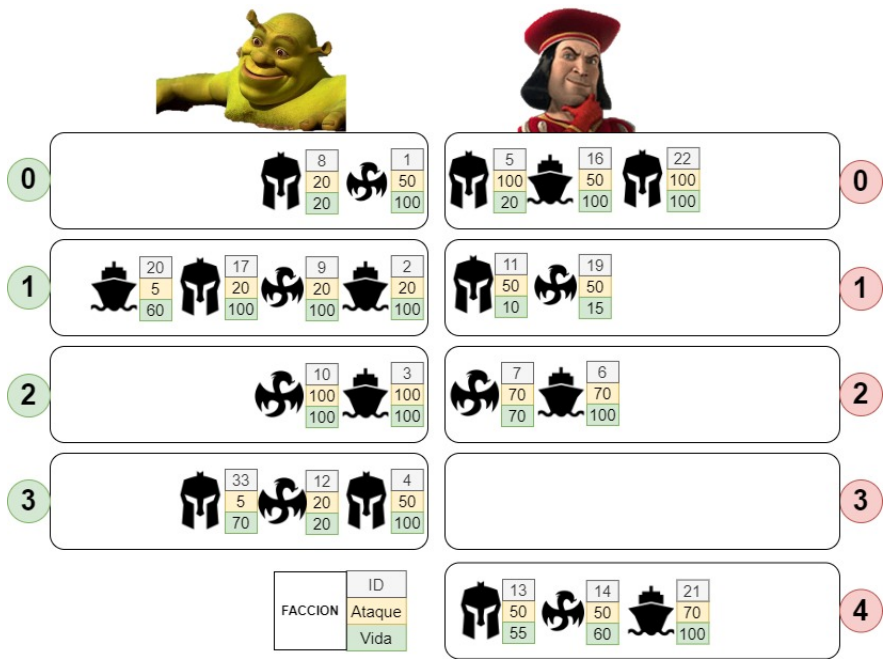 8 1 5 16 22
0 20 50 100 50 100 0
20 100 20 100 100
20 17 9 2 11 19
1 5 20 20 20 50 50 1
60 100 100 100 10 15
10 3 7 6
2 100 100 70 70 2
100 100 70 100
33 12 4
3 5 20 50 3
70 20 100
ID 13 14 21
FACCION Ataque 50 50 70 4
Vida 55 60 100